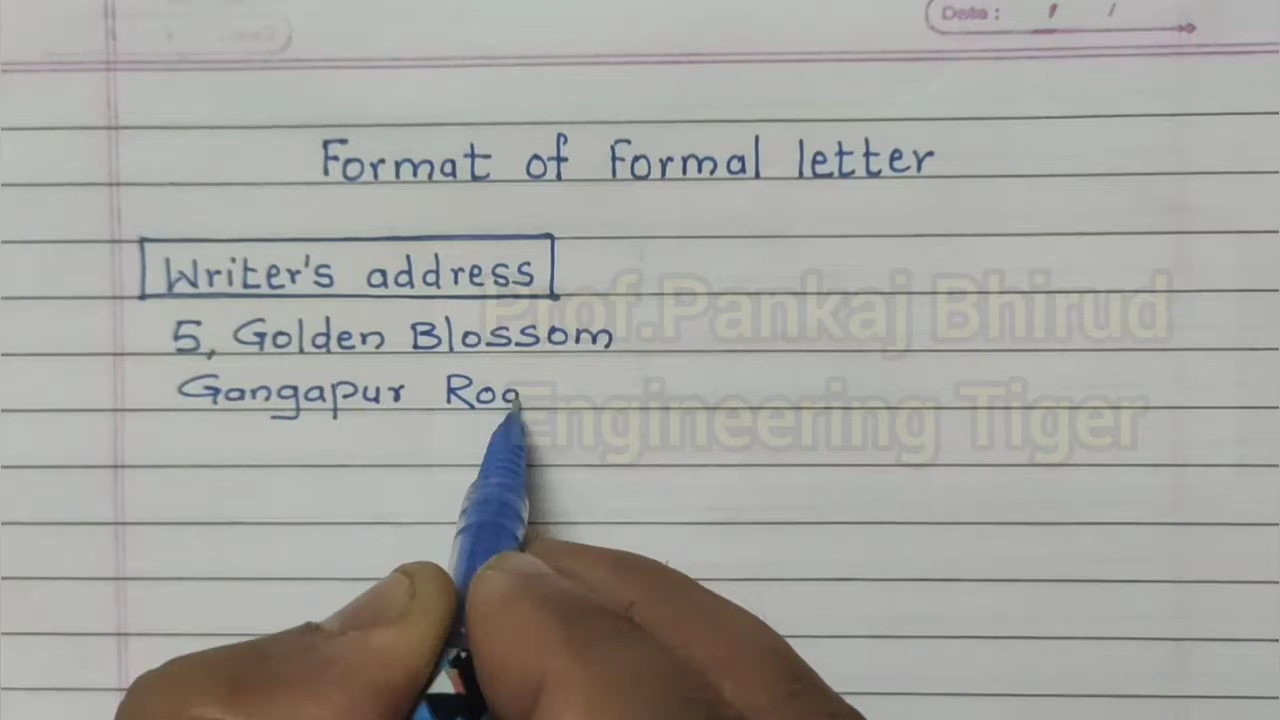 Date: / /
Format of Formal letter
Writer's address
5, Golden Blossom
Gangapur Roa
Prof.Pankaj Bhirud
Engineering Tiger